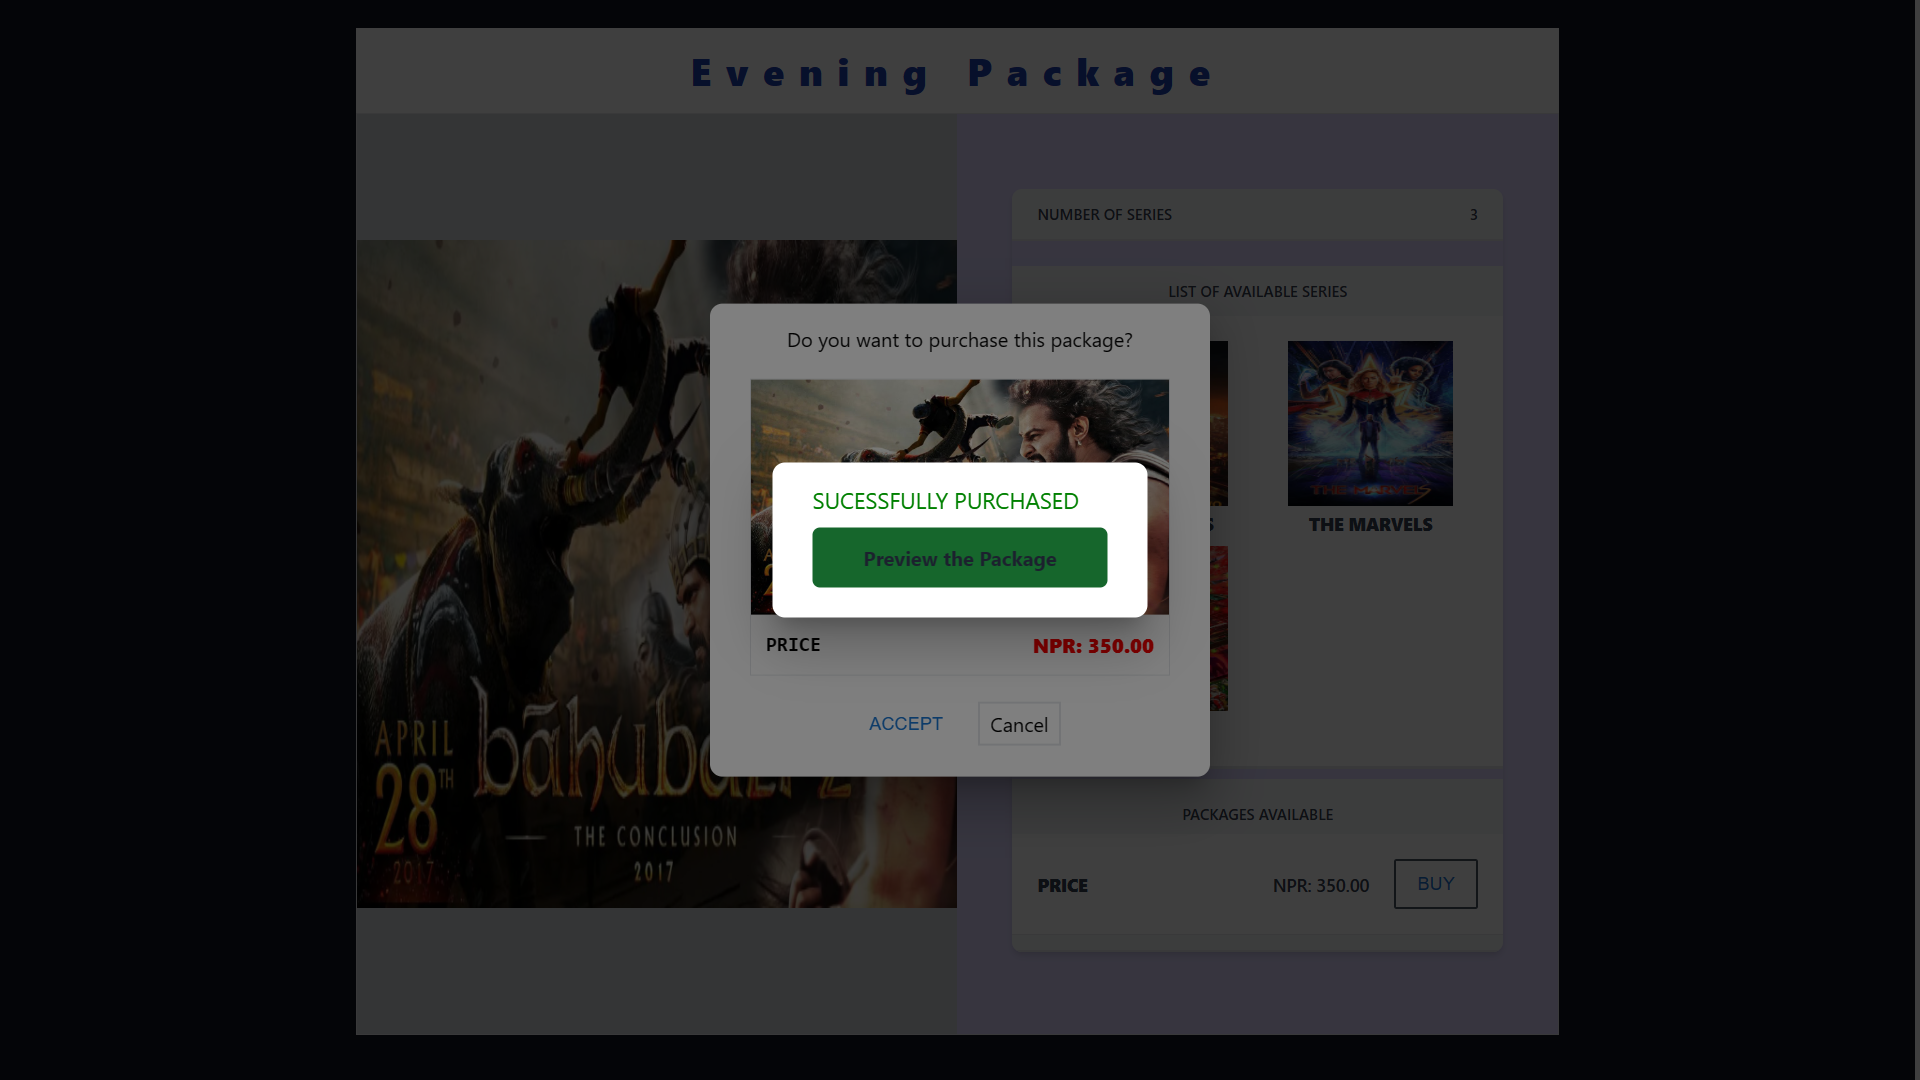 Evening Package
NUMBER OF SERIES 3
LIST OF AVAILABLE SERIES
THE MARVELS
S
THE MARVELS
Do you want to purchase this package?
SUCESSFULLY PURCHASED
Preview the Package
PRICE NPR: 350.00
ACCEPT Cancel
APRIL
28TH
2017
bāhubali 2
THE CONCLUSION
2017
PACKAGES AVAILABLE
PRICE NPR: 350.00 BUY